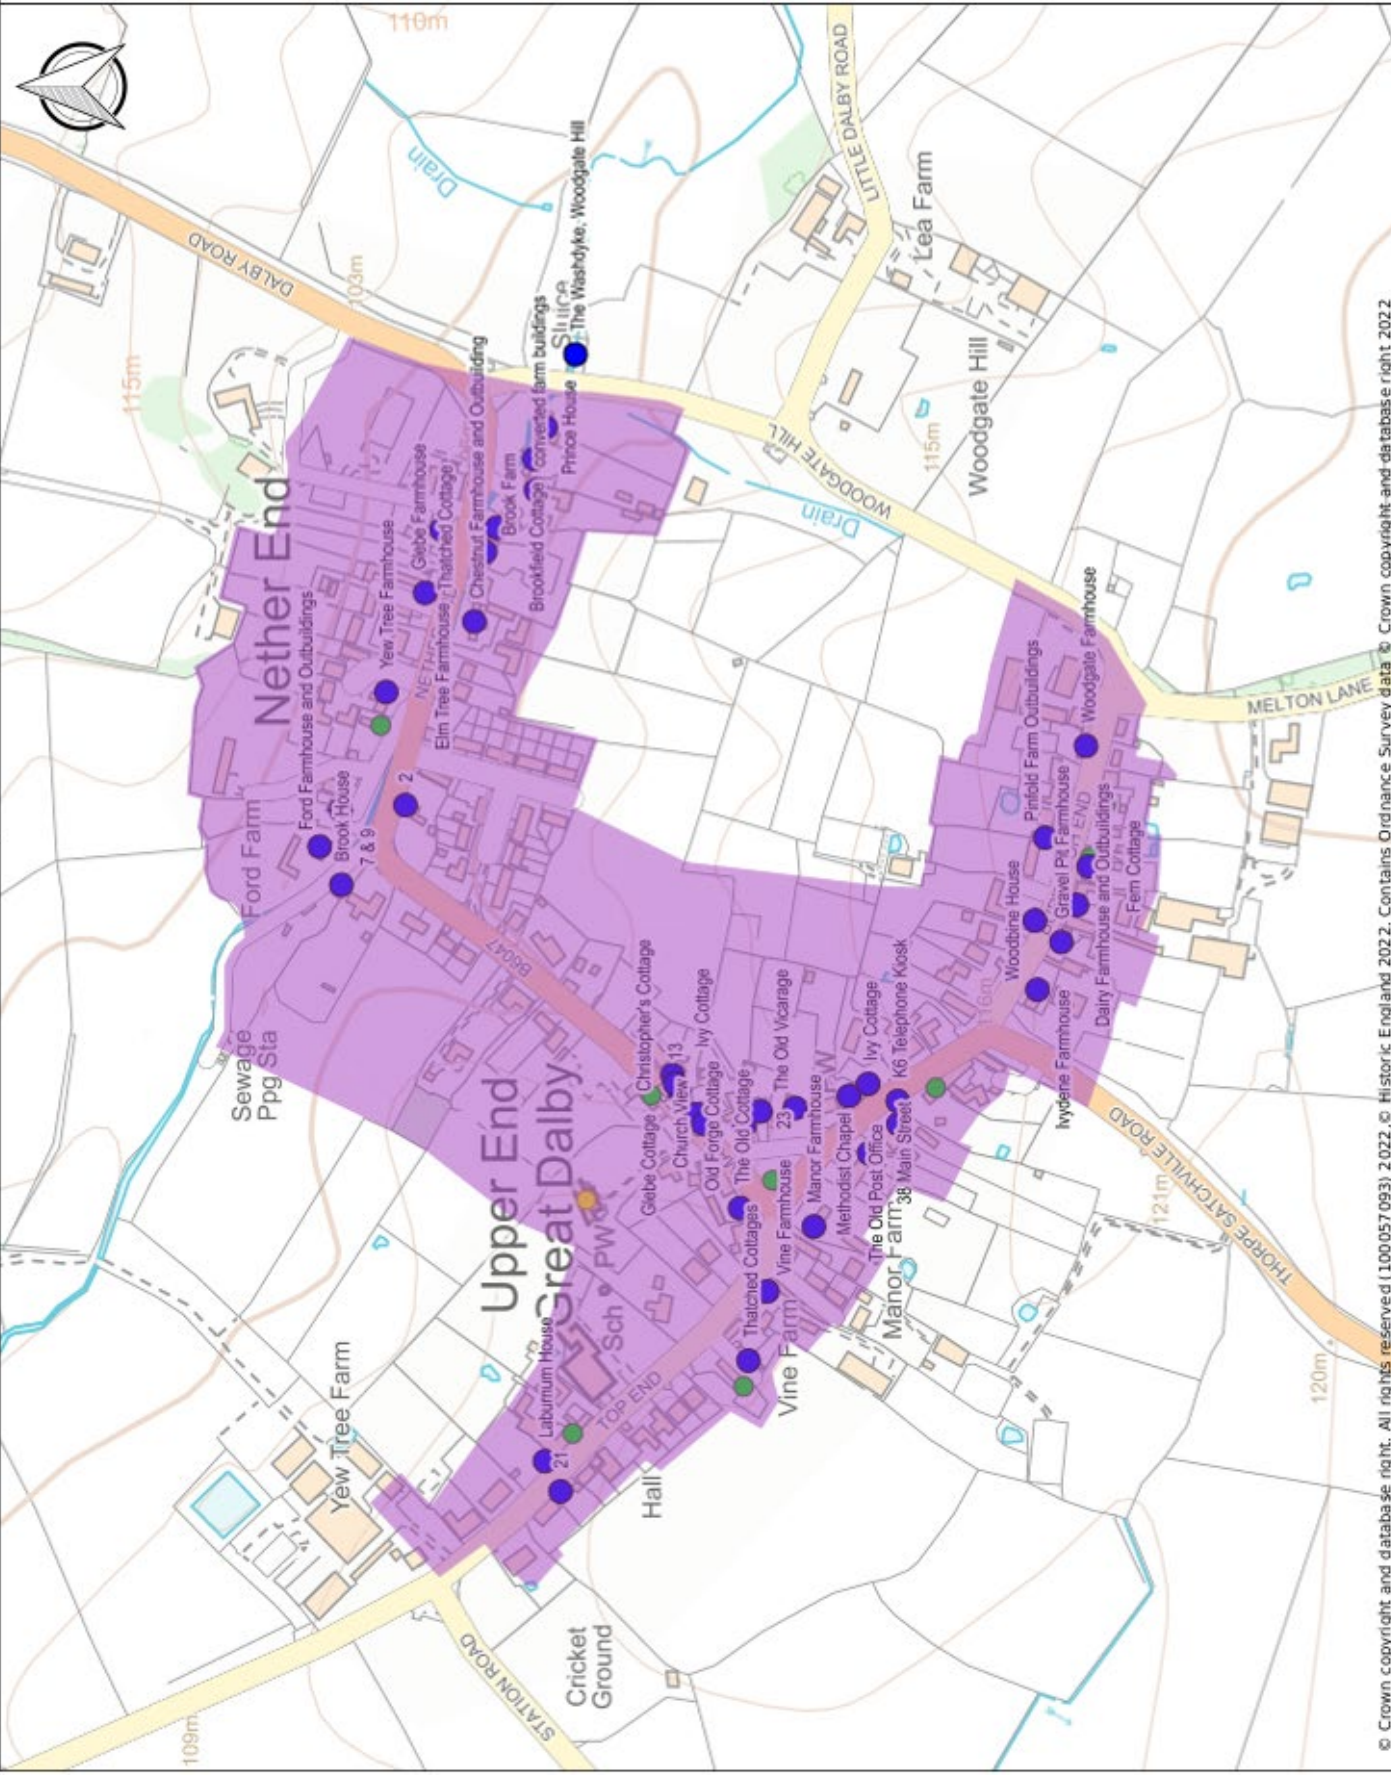 110m
DALBY ROAD
Drain
LITTLE DALBY ROAD
103m
115m
Lea Farm
The Washdyke, Woodgate Hill
Sluice
converted farm buildings
Prince House
Chestnut Farmhouse and Outbuilding
Brook Farm
Brookfield Cottage
Glebe Farmhouse
Thatched Cottage
Elm Tree Farmhouse
Yew Tree Farmhouse
Nether End
Ford Farmhouse and Outbuildings
Brook House
7 & 9
2
Ford Farm
Woodgate Hill
115m
WOODGATE HILL
Drain
MELTON LANE
Woodgate Farmhouse
Pinfold Farm Outbuildings
Gravel Pit Farmhouse
END
Dairy Farmhouse and Outbuildings
Fern Cottage
Woodbine House
116m
Ivydene Farmhouse
B6047
Sewage
Ppg Sta
Christopher's Cottage
Glebe Cottage
13
Church View
Ivy Cottage
Old Forge Cottage
The Old Cottage
The Old Vicarage
23
Manor Farmhouse
Ivy Cottage
K6 Telephone Kiosk
Methodist Chapel
The Old Post Office
38 Main Street
Upper End
Great Dalby
PW
Sch
Thatched Cottages
Vine Farmhouse
Vine Farm
Manor Farm
THORPE SATCHVILLE ROAD
121m
120m
Laburnum House
21
TOP END
Hall
Yew Tree Farm
Cricket
Ground
STATION ROAD
109m
© Crown copyright and database right. All rights reserved (100057093) 2022.© Historic England 2022. Contains Ordnance Survey data © Crown copyright and database right 2022